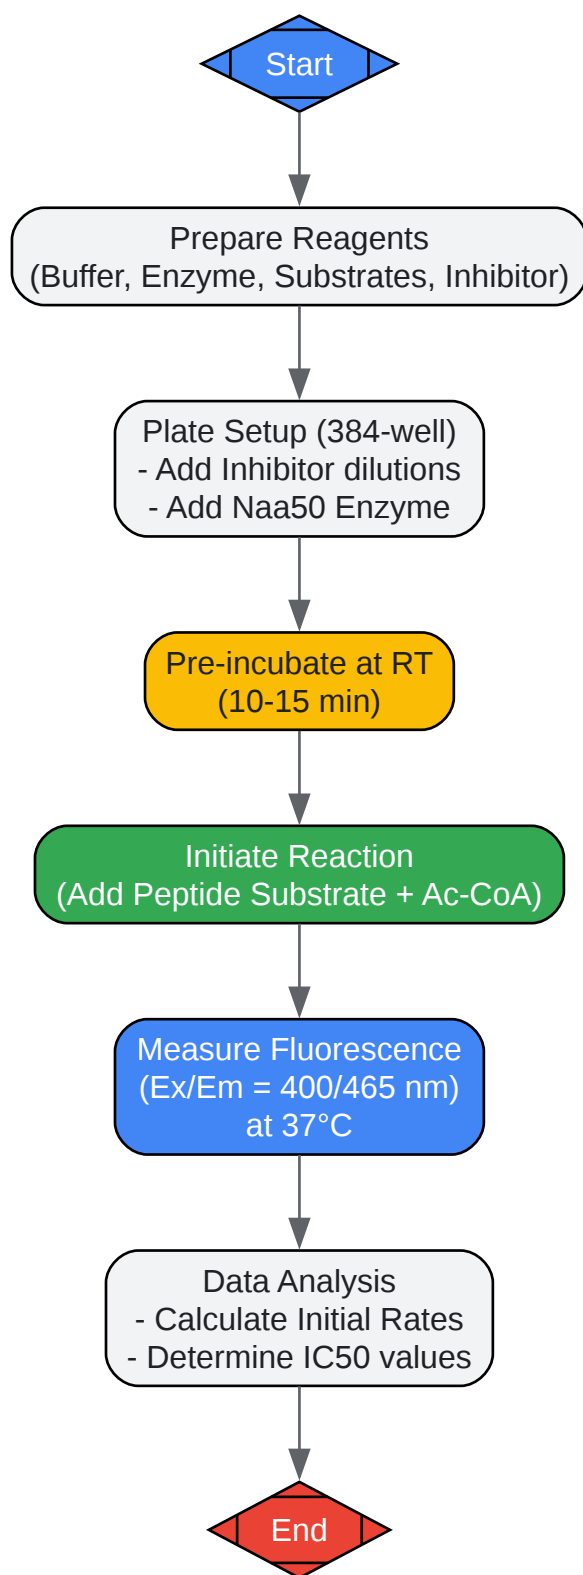 Start
Prepare Reagents
(Buffer, Enzyme, Substrates, Inhibitor)
Plate Setup (384-well)
- Add Inhibitor dilutions
- Add Naa50 Enzyme
Pre-incubate at RT
(10-15 min)
Initiate Reaction
(Add Peptide Substrate + Ac-CoA)
Measure Fluorescence
(Ex/Em = 400/465 nm)
at 37°C
Data Analysis
- Calculate Initial Rates
- Determine IC50 values
End